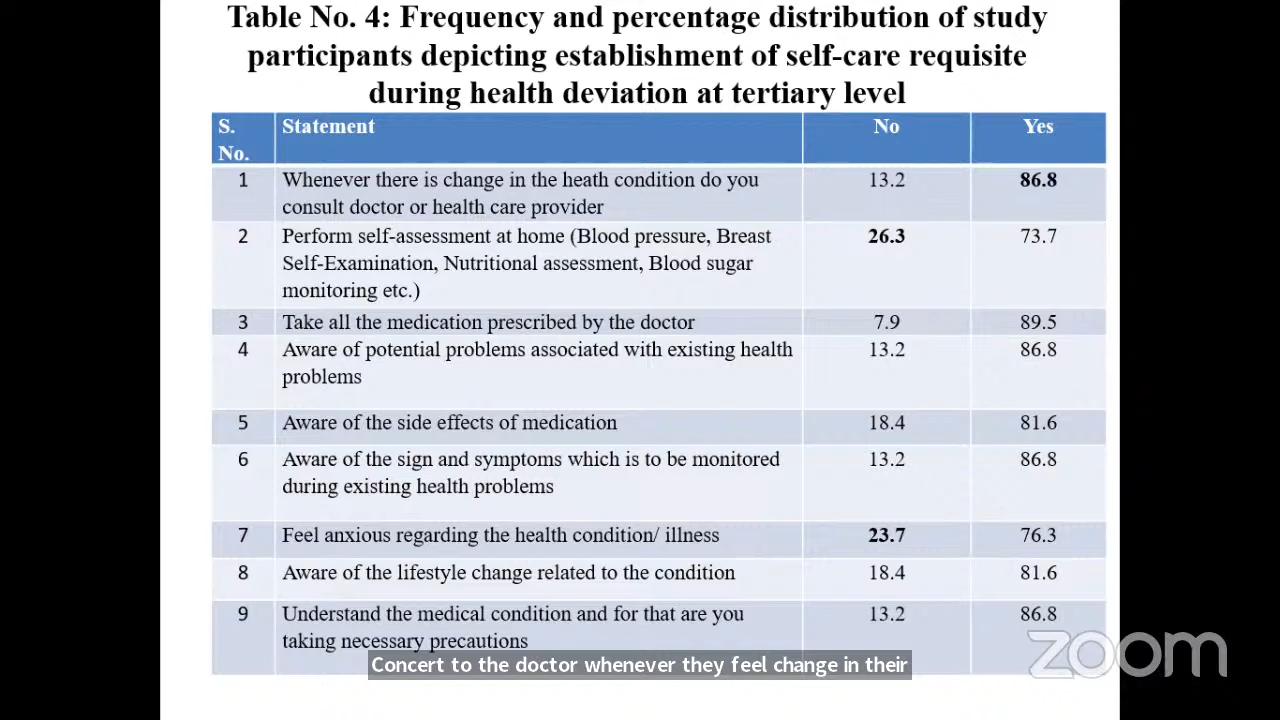 Table No. 4: Frequency and percentage distribution of study
participants depicting establishment of self-care requisite
during health deviation at tertiary level
S. No. Statement No Yes
1 Whenever there is change in the heath condition do you 13.2 86.8
consult doctor or health care provider
2 Perform self-assessment at home (Blood pressure, Breast 26.3 73.7
Self-Examination, Nutritional assessment, Blood sugar
monitoring etc.)
3 Take all the medication prescribed by the doctor 7.9 89.5
4 Aware of potential problems associated with existing health 13.2 86.8
problems
5 Aware of the side effects of medication 18.4 81.6
6 Aware of the sign and symptoms which is to be monitored 13.2 86.8
during existing health problems
7 Feel anxious regarding the health condition/ illness 23.7 76.3
8 Aware of the lifestyle change related to the condition 18.4 81.6
9 Understand the medical condition and for that are you 13.2 86.8
taking necessary precautions
zoom
Concert to the doctor whenever they feel change in their